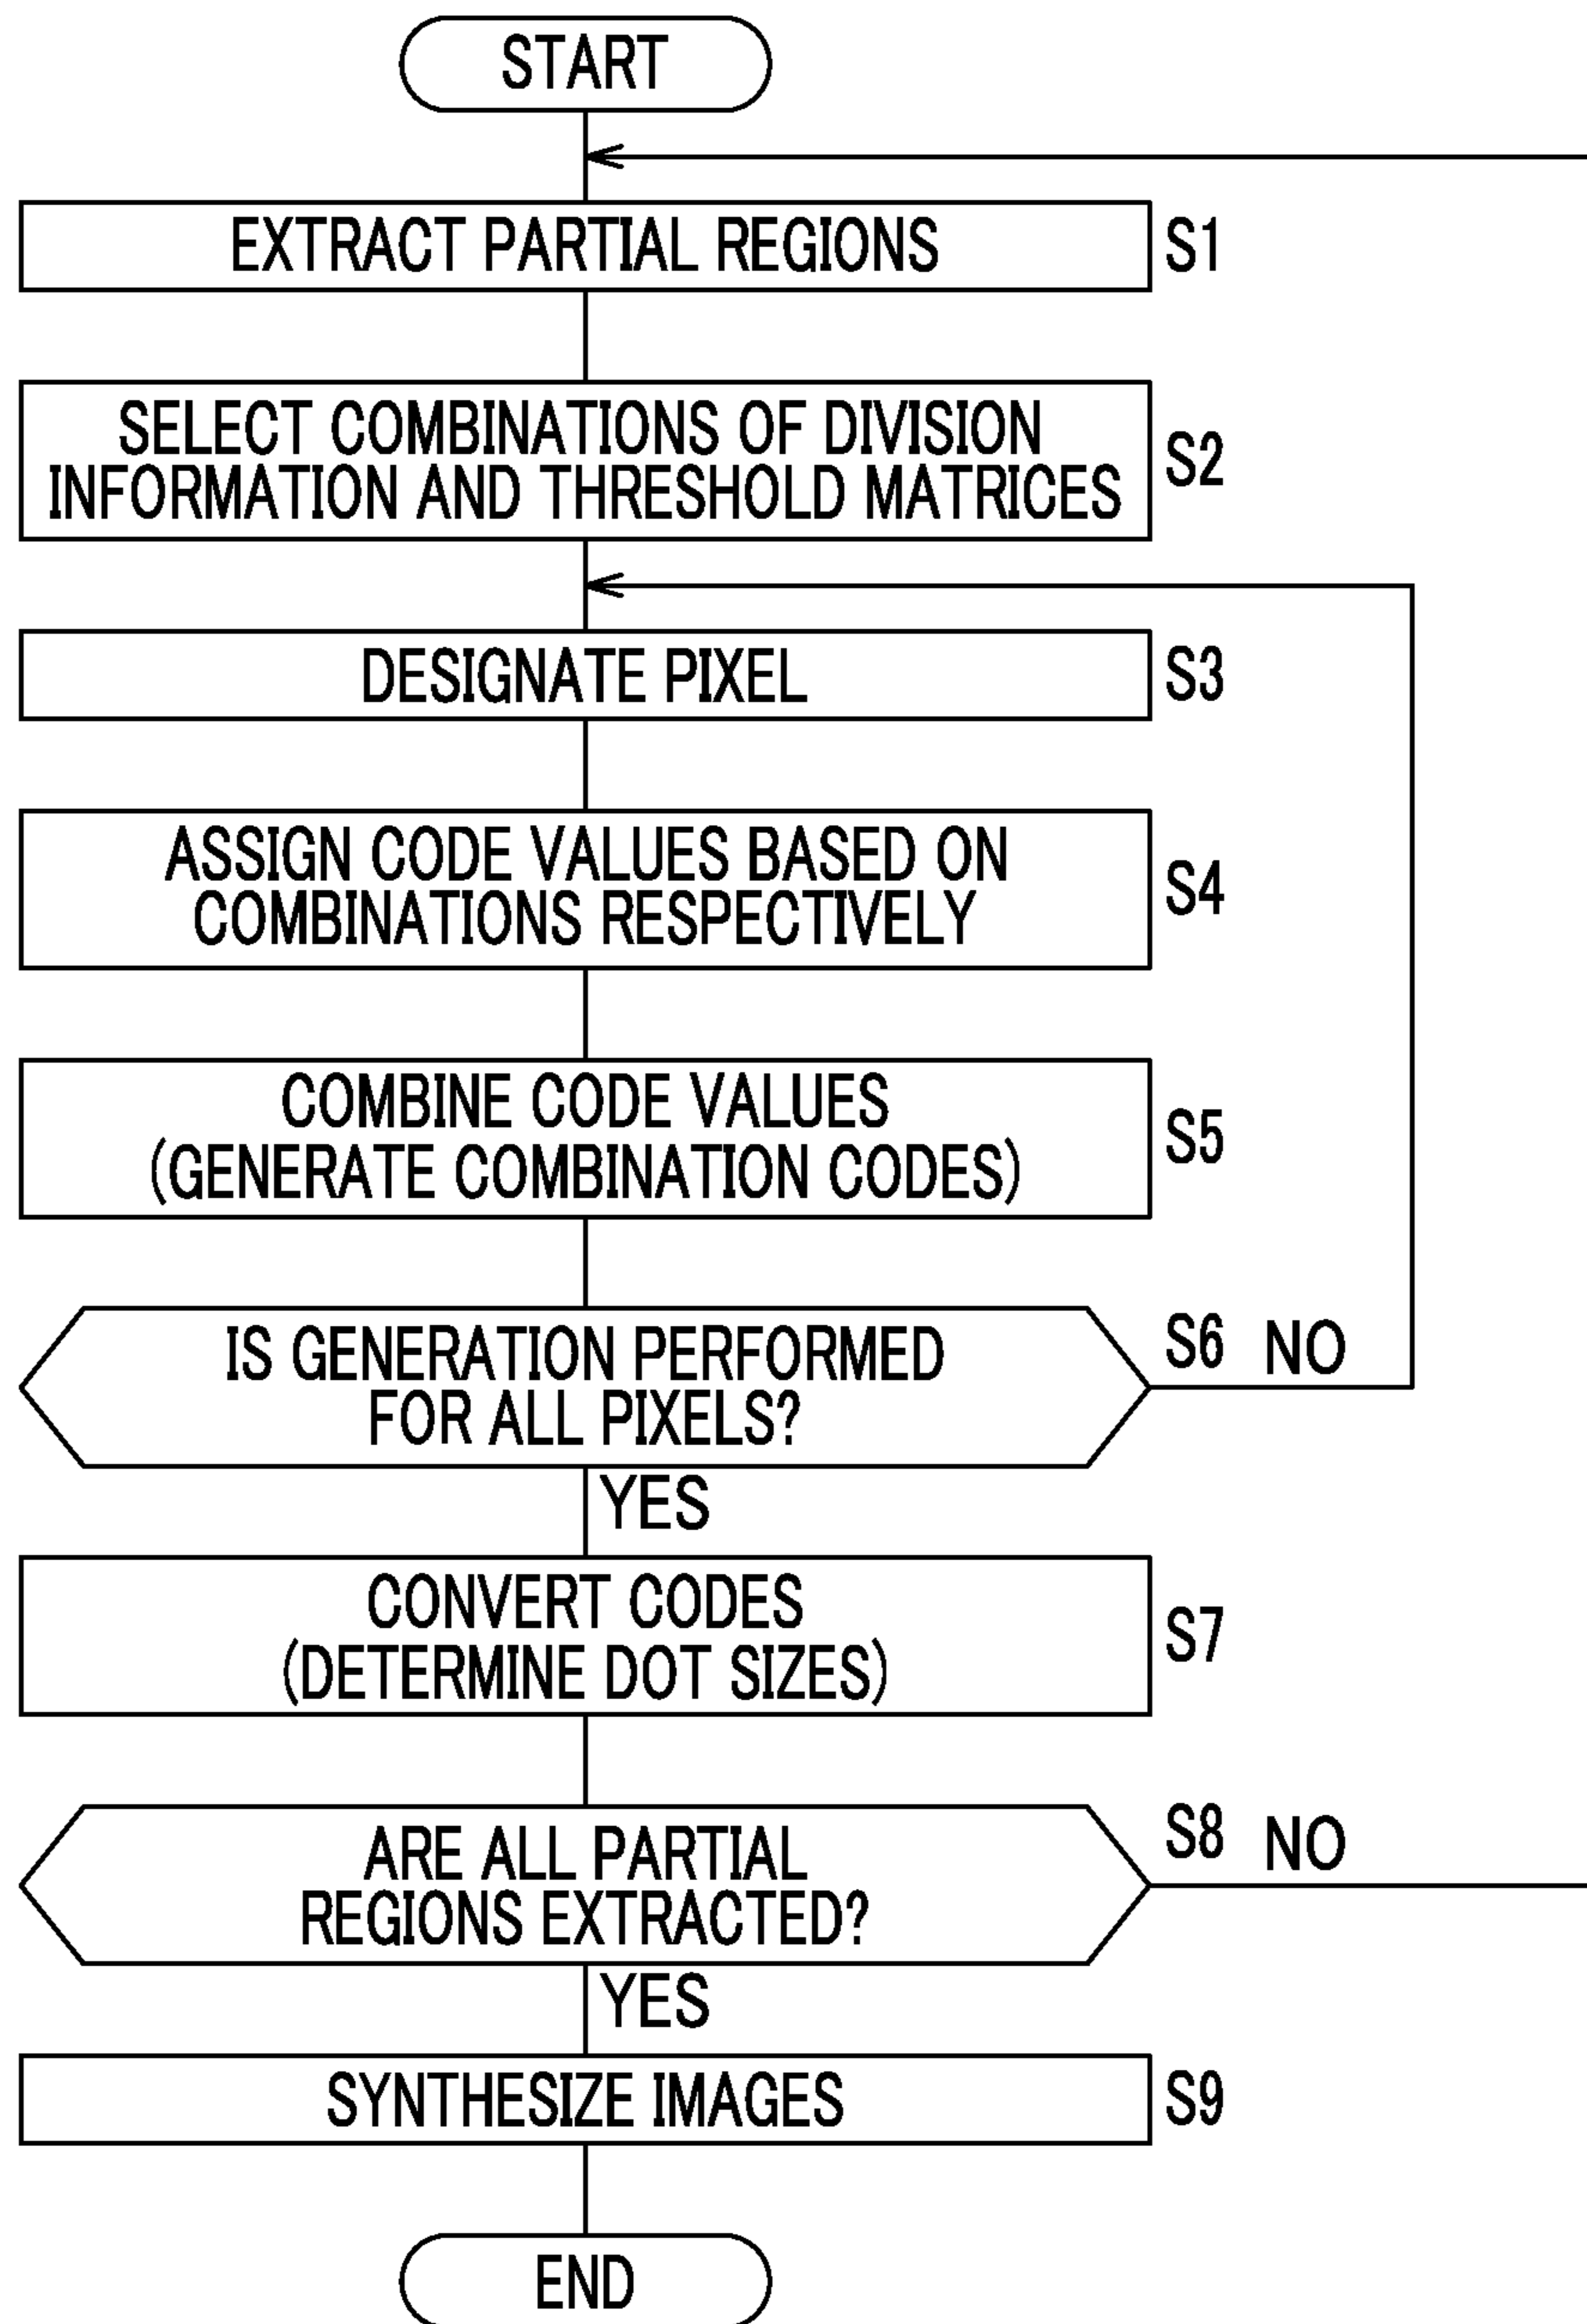 START
EXTRACT PARTIAL REGIONS
S1
SELECT COMBINATIONS OF DIVISION
INFORMATION AND THRESHOLD MATRICES
S2
DESIGNATE PIXEL
S3
ASSIGN CODE VALUES BASED ON
COMBINATIONS RESPECTIVELY
S4
COMBINE CODE VALUES
(GENERATE COMBINATION CODES)
S5
IS GENERATION PERFORMED
FOR ALL PIXELS?
S6 NO
YES
CONVERT CODES
(DETERMINE DOT SIZES)
S7
ARE ALL PARTIAL
REGIONS EXTRACTED?
S8 NO
YES
SYNTHESIZE IMAGES
S9
END